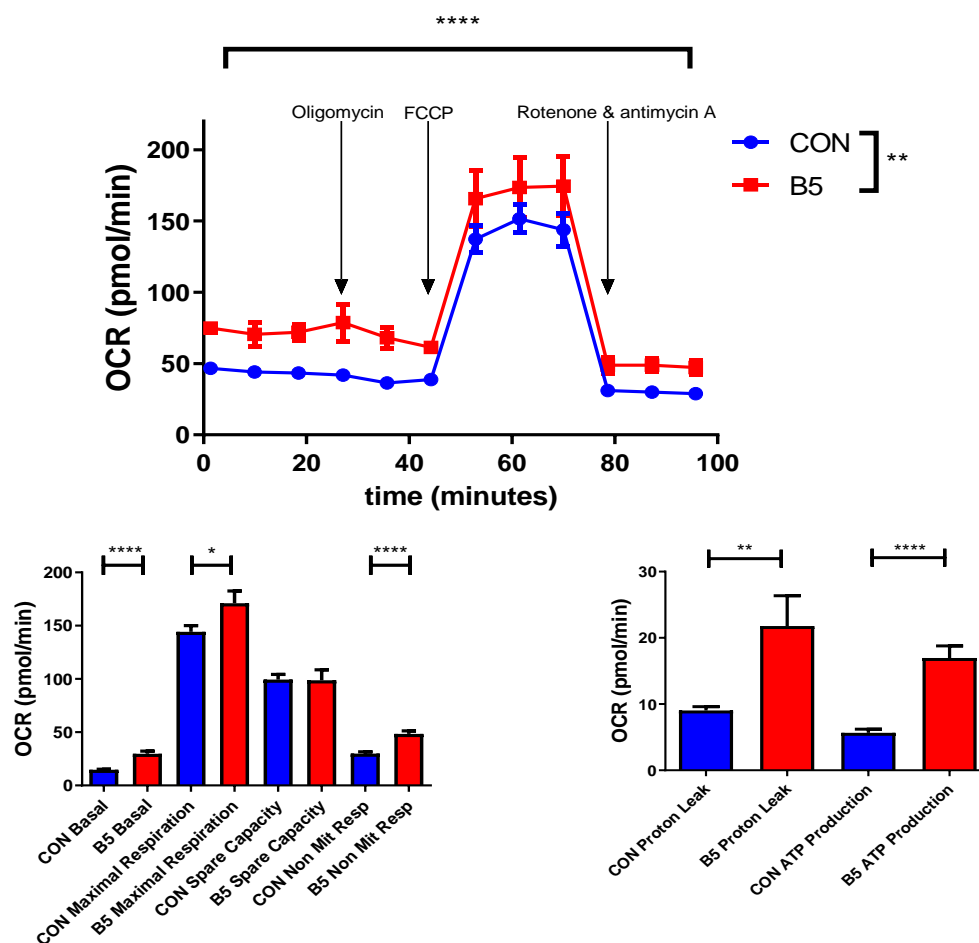 ****
Oligomycin FCCP Rotenone & antimycin A
CON
B5
**
OCR (pmol/min)
200
150
100
50
0
0 20 40 60 80 100
time (minutes)
**** * ****
OCR (pmol/min)
200
150
100
50
0
CON Basal
B5 Basal
CON Maximal Respiration
B5 Maximal Respiration
CON Spare Capacity
B5 Spare Capacity
CON Non Mit Resp
B5 Non Mit Resp
** ****
OCR (pmol/min)
30
20
10
0
CON Proton Leak
B5 Proton Leak
CON ATP Production
B5 ATP Production